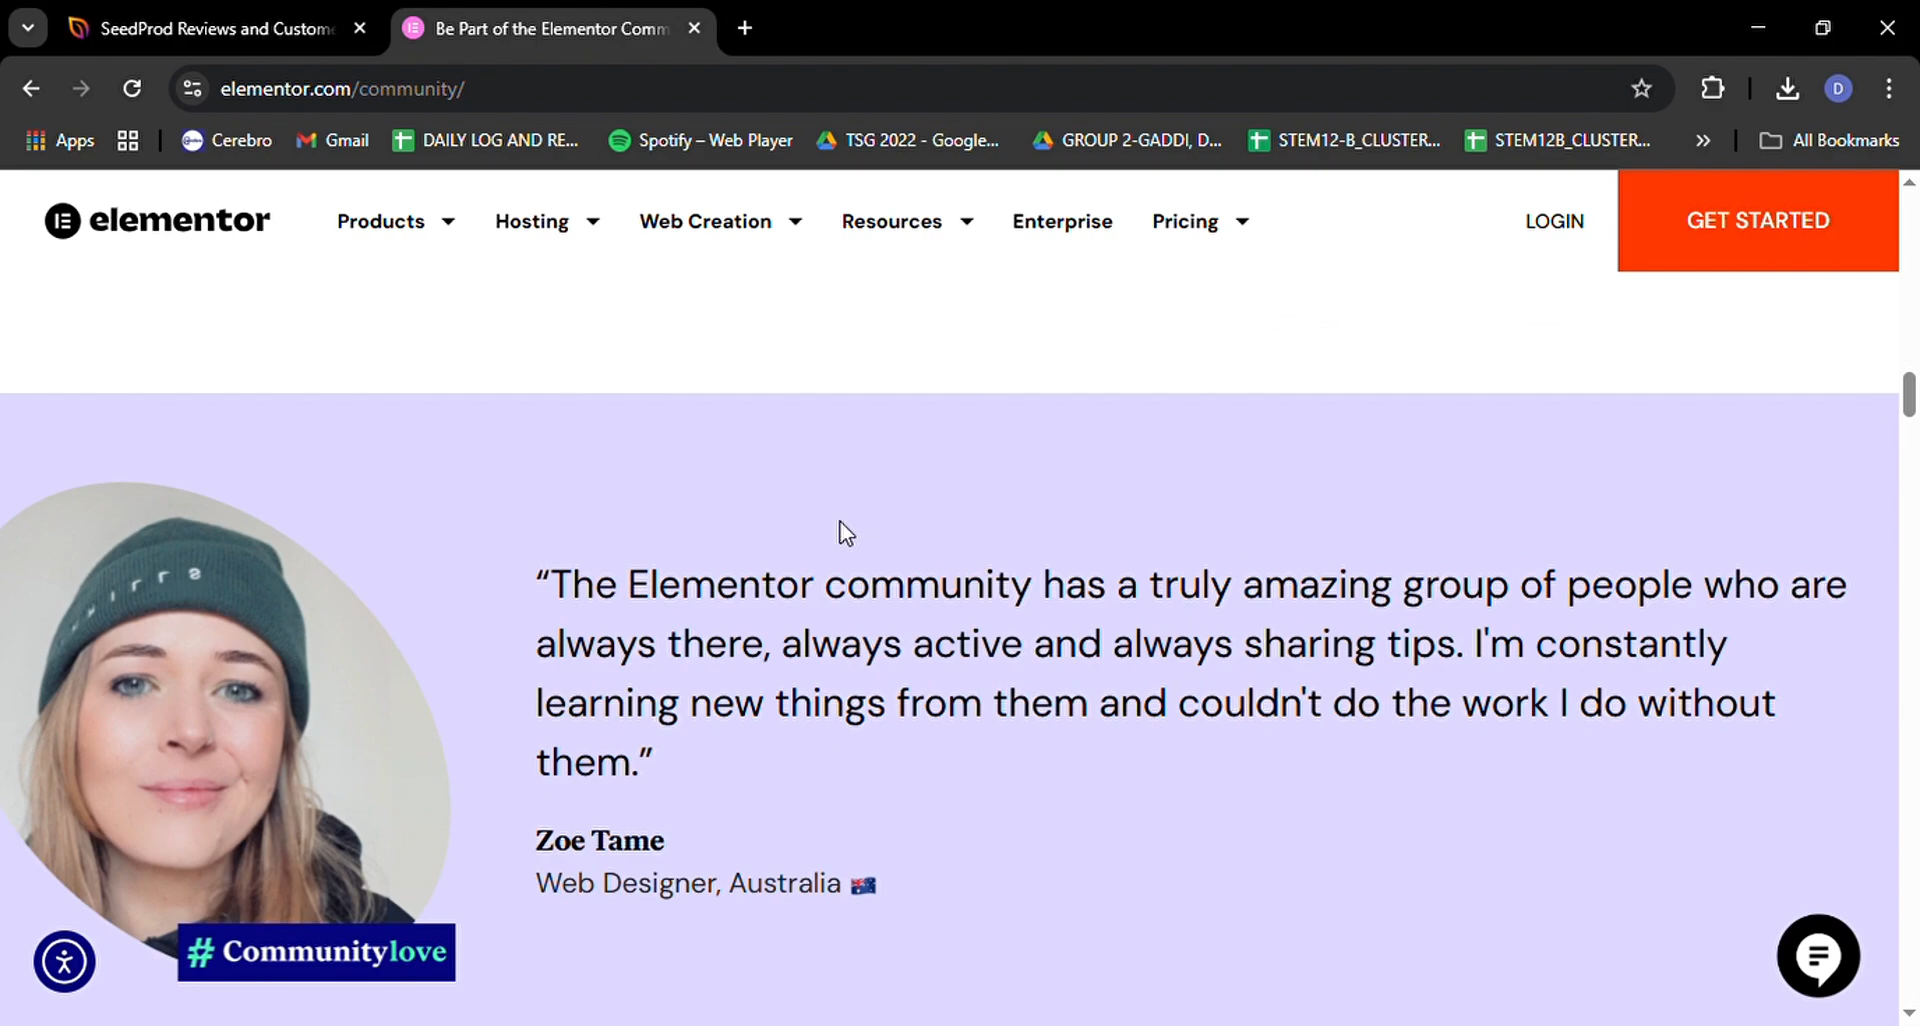 SeedProd Reviews and Custome
Be Part of the Elementor Comm
elementor.com/community/
D
Apps
Cerebro
Gmail
DAILY LOG AND RE...
Spotify – Web Player
TSG 2022 - Google...
GROUP 2-GADDI, D...
STEM12-B_CLUSTER...
STEM12B_CLUSTER...
All Bookmarks
elementor
Products
Hosting
Web Creation
Resources
Enterprise
Pricing
LOGIN
GET STARTED
“The Elementor community has a truly amazing group of people who are
always there, always active and always sharing tips. I'm constantly
learning new things from them and couldn't do the work I do without
them.”
Zoe Tame
Web Designer, Australia 🇦🇺
# Communitylove